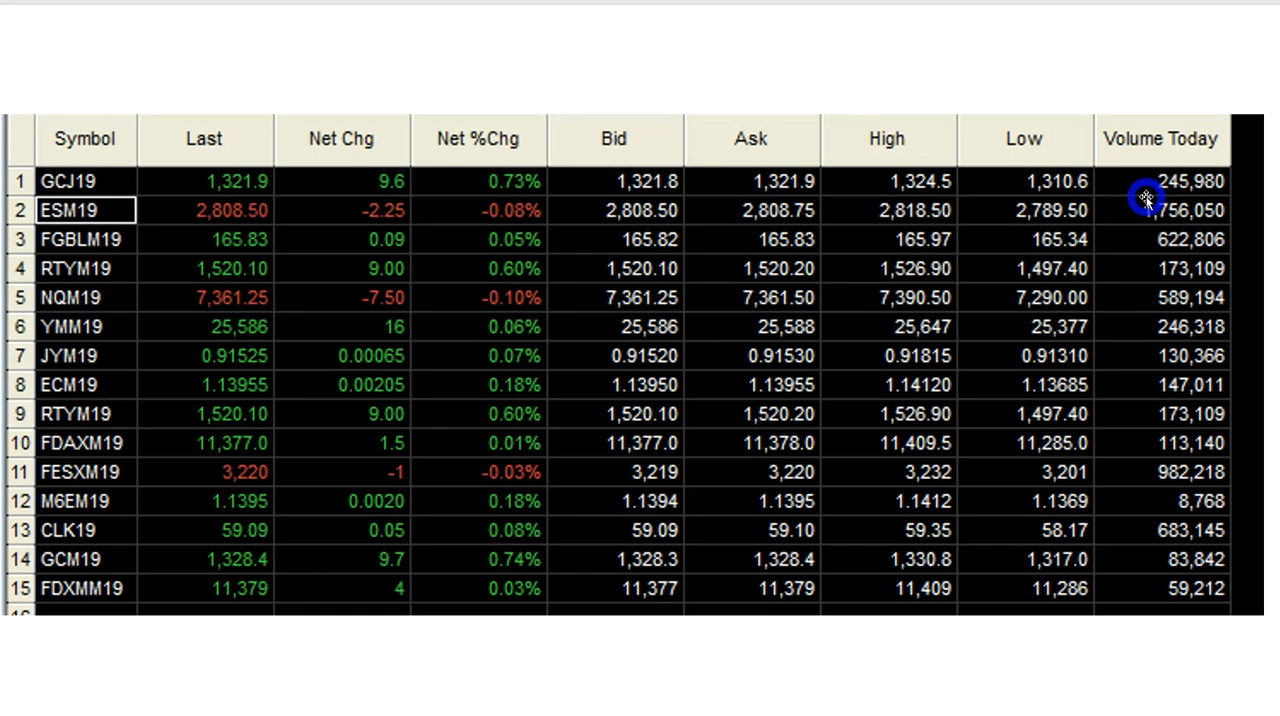 Symbol Last Net Chg Net %Chg Bid Ask High Low Volume Today
1 GCJ19 1,321.9 9.6 0.73% 1,321.8 1,321.9 1,324.5 1,310.6 245,980
2 ESM19 2,808.50 -2.25 -0.08% 2,808.50 2,808.75 2,818.50 2,789.50 1,756,050
3 FGBLM19 165.83 0.09 0.05% 165.82 165.83 165.97 165.34 622,806
4 RTYM19 1,520.10 9.00 0.60% 1,520.10 1,520.20 1,526.90 1,497.40 173,109
5 NQM19 7,361.25 -7.50 -0.10% 7,361.25 7,361.50 7,390.50 7,290.00 589,194
6 YMM19 25,586 16 0.06% 25,586 25,588 25,647 25,377 246,318
7 JYM19 0.91525 0.00065 0.07% 0.91520 0.91530 0.91815 0.91310 130,366
8 ECM19 1.13955 0.00205 0.18% 1.13950 1.13955 1.14120 1.13685 147,011
9 RTYM19 1,520.10 9.00 0.60% 1,520.10 1,520.20 1,526.90 1,497.40 173,109
10 FDAXM19 11,377.0 1.5 0.01% 11,377.0 11,378.0 11,409.5 11,285.0 113,140
11 FESXM19 3,220 -1 -0.03% 3,219 3,220 3,232 3,201 982,218
12 M6EM19 1.1395 0.0020 0.18% 1.1394 1.1395 1.1412 1.1369 8,768
13 CLK19 59.09 0.05 0.08% 59.09 59.10 59.35 58.17 683,145
14 GCM19 1,328.4 9.7 0.74% 1,328.3 1,328.4 1,330.8 1,317.0 83,842
15 FDXMM19 11,379 4 0.03% 11,377 11,379 11,409 11,286 59,212